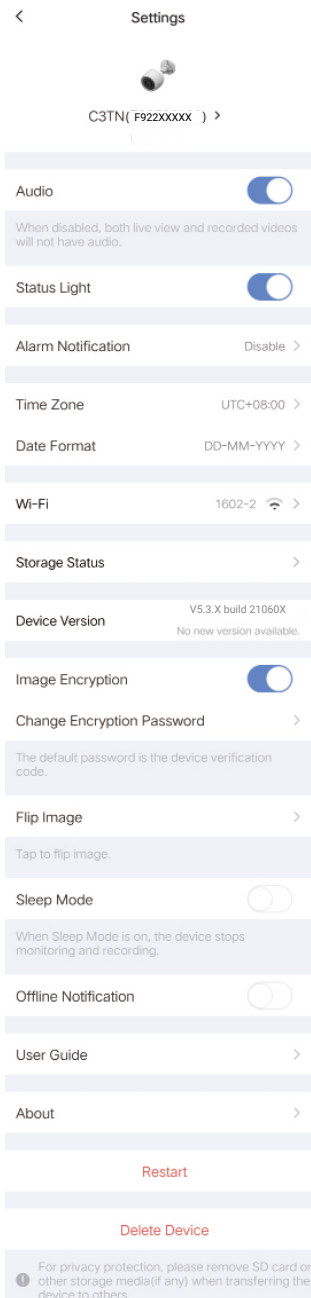 Settings
C3TN( F922XXXXX )
Audio
When disabled, both live view and recorded videos
will not have audio.
Status Light
Alarm Notification Disable
Time Zone UTC+08:00
Date Format DD-MM-YYYY
Wi-Fi 1602-2
Storage Status
Device Version V5.3.X build 21060X
No new version available.
Image Encryption
Change Encryption Password
The default password is the device verification
code.
Flip Image
Tap to flip image.
Sleep Mode
When Sleep Mode is on, the device stops
monitoring and recording.
Offline Notification
User Guide
About
Restart
Delete Device
For privacy protection, please remove SD card or
other storage media(if any) when transferring the
device to others.